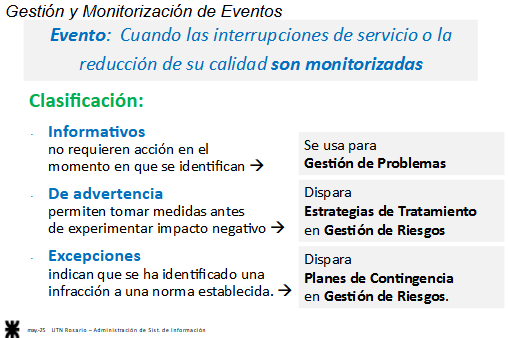 Gestión y Monitorización de Eventos
Evento: Cuando las interrupciones de servicio o la
reducción de su calidad son monitorizadas
Clasificación:
Informativos
no requieren acción en el
momento en que se identifican →
Se usa para
Gestión de Problemas
De advertencia
permiten tomar medidas antes
de experimentar impacto negativo →
Dispara
Estrategias de Tratamiento
en Gestión de Riesgos
Excepciones
indican que se ha identificado una
infracción a una norma establecida. →
Dispara
Planes de Contingencia
en Gestión de Riesgos.
may.-25 UTN Rosario – Administración de Sist. de Información